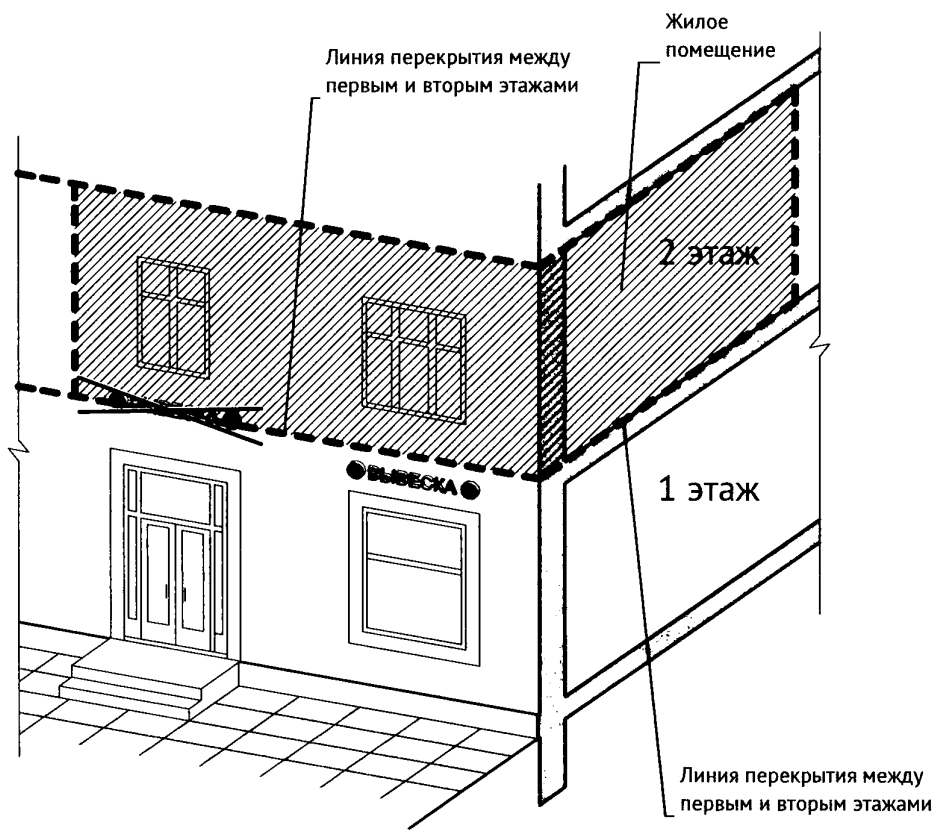 Жилое
помещение
Линия перекрытия между
первым и вторым этажами
2 этаж
ВЫВЕСКА
1 этаж
Линия перекрытия между
первым и вторым этажами